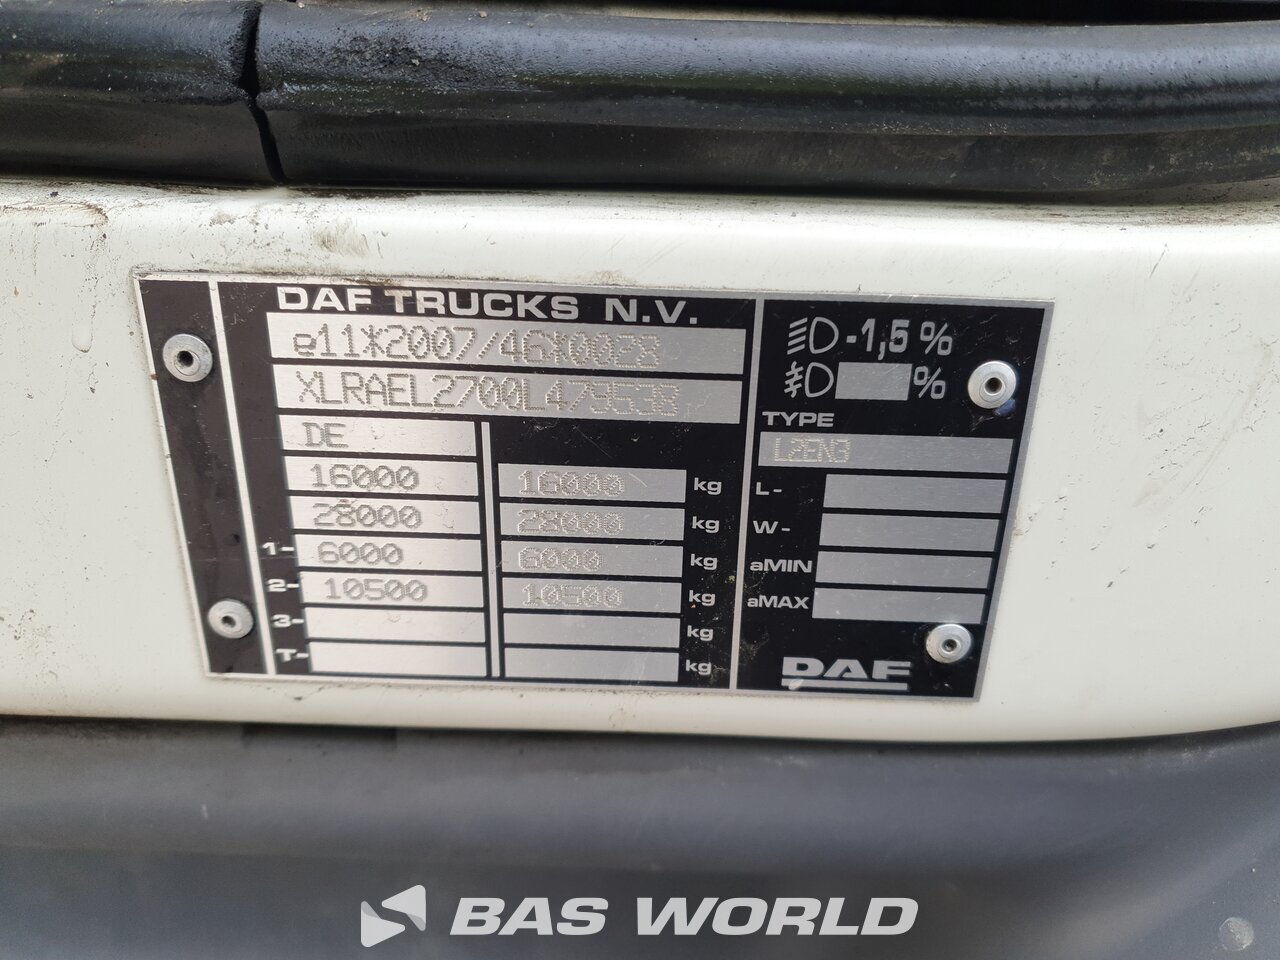 DAF TRUCKS N.V.
e11*2007/46*0028
XLRAEL2700L479538
DE
16000 16000 kg
28000 28000 kg
1- 6000 6000 kg
2- 10500 10500 kg
3- kg
T- kg
-1,5 %
%
TYPE
L2EN3
L-
W-
aMIN
aMAX
DAF
BAS WORLD